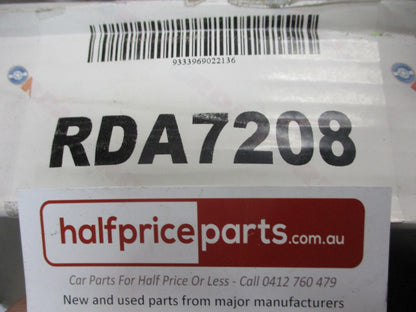 9333969022136
RDA7208
halfpriceparts.com.au
Car Parts For Half Price Or Less - Call 0412 760 479
New and used parts from major manufacturers